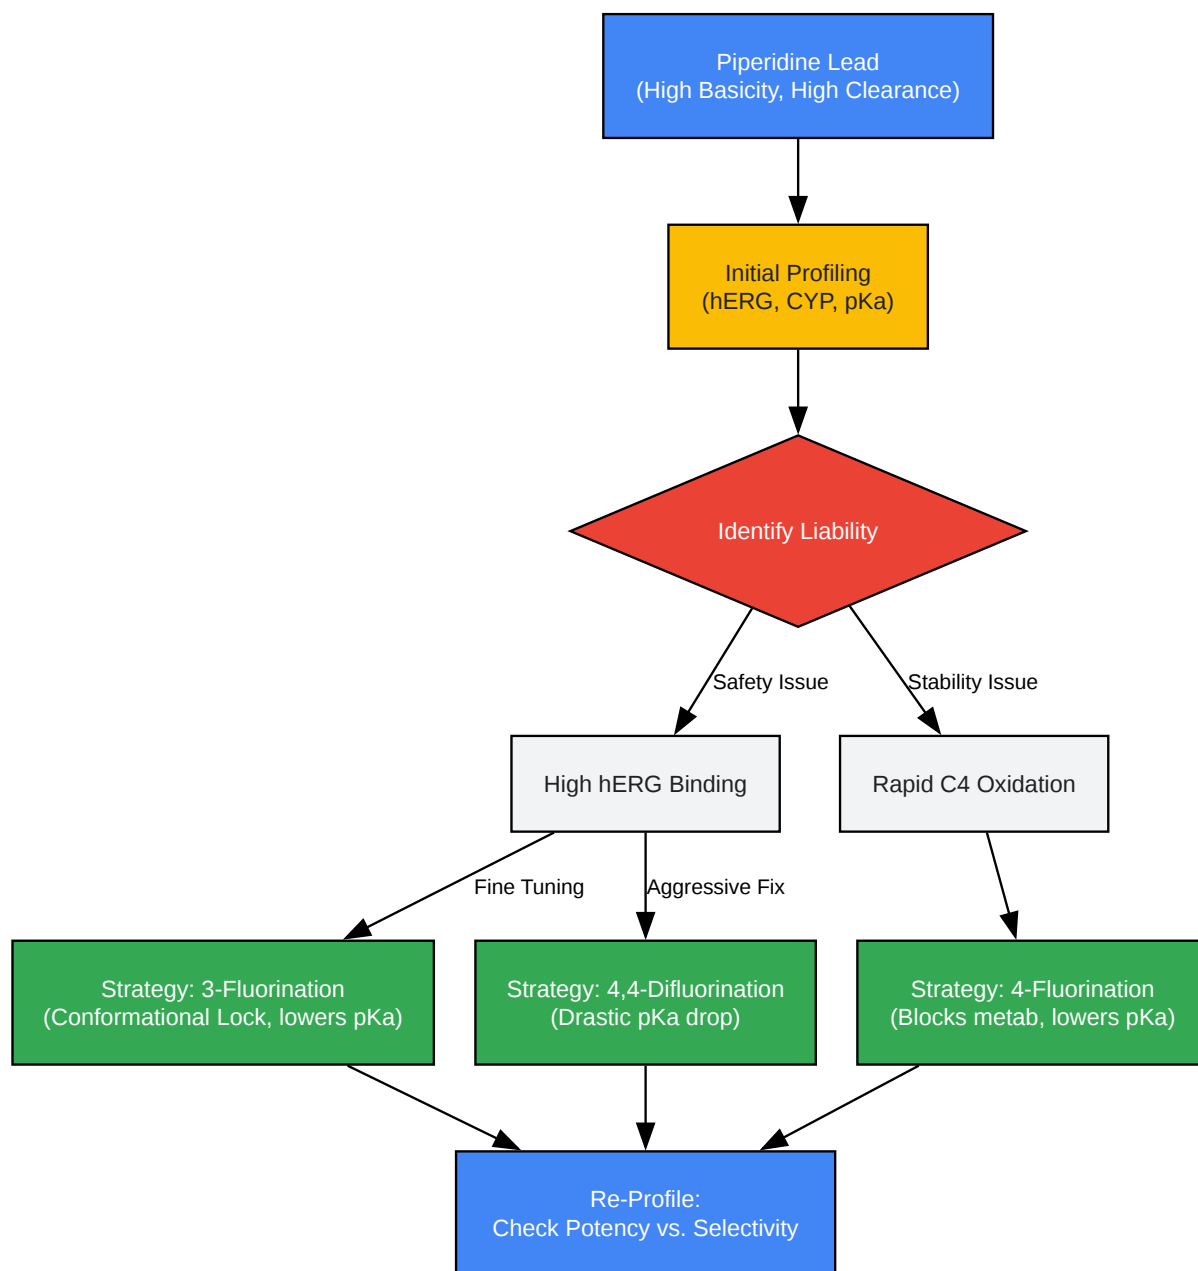 Piperidine Lead
(High Basicity, High Clearance)
Initial Profiling
(hERG, CYP, pKa)
Identify Liability
Safety Issue
Stability Issue
High hERG Binding
Rapid C4 Oxidation
Fine Tuning
Aggressive Fix
Strategy: 3-Fluorination
(Conformational Lock, lowers pKa)
Strategy: 4,4-Difluorination
(Drastic pKa drop)
Strategy: 4-Fluorination
(Blocks metab, lowers pKa)
Re-Profile:
Check Potency vs. Selectivity